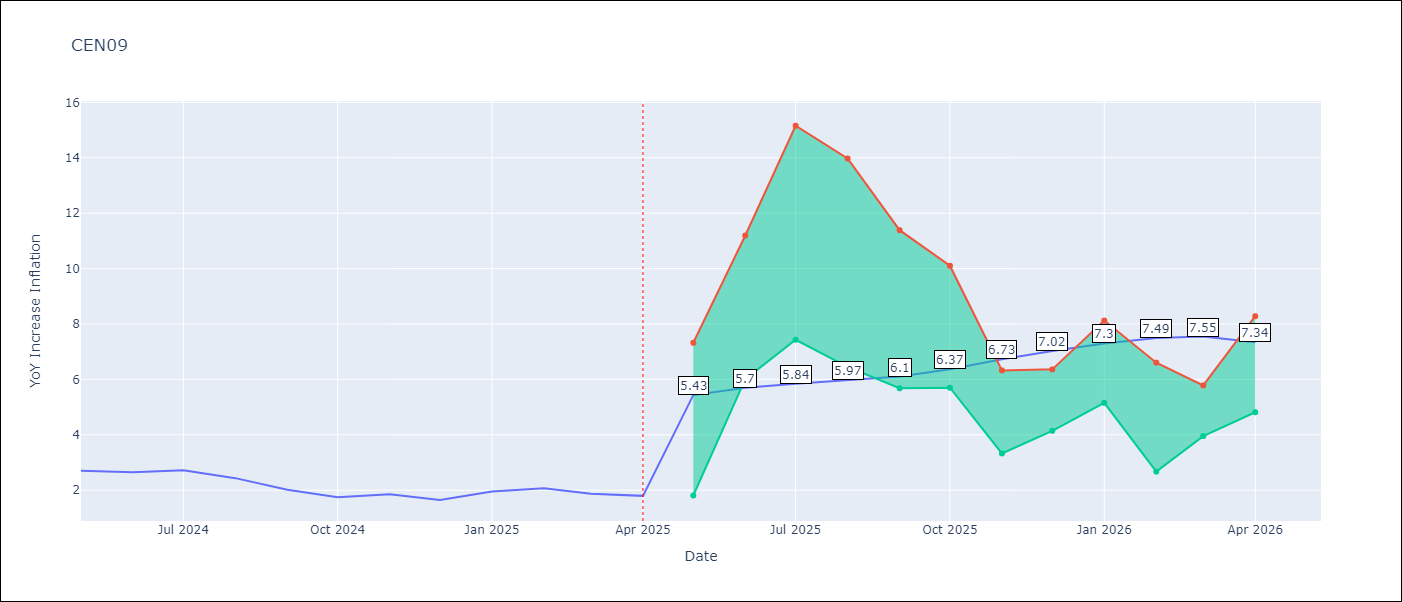 CEN09
16
14
12
10
8
6
4
2
YoY Increase Inflation
5.43
5.7
5.84
5.97
6.1
6.37
6.73
7.02
7.3
7.49
7.55
7.34
Jul 2024
Oct 2024
Jan 2025
Apr 2025
Jul 2025
Oct 2025
Jan 2026
Apr 2026
Date